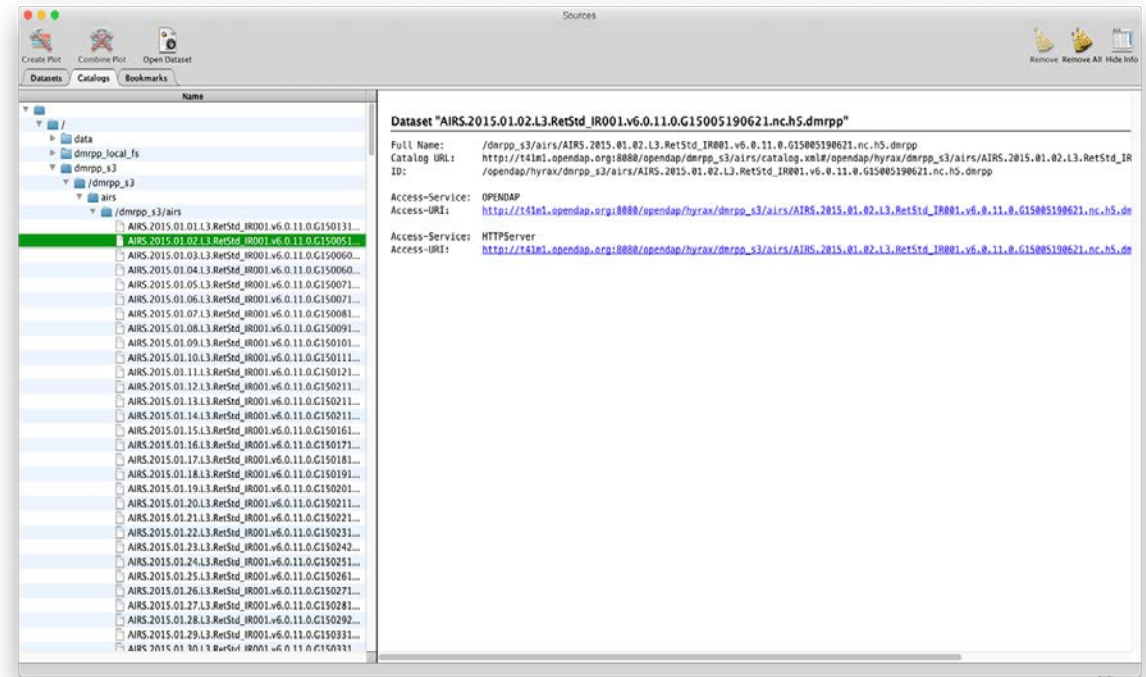 Sources
Create Plot Combine Plot Open Dataset
Remove Remove All Hide Info
Datasets Catalogs Bookmarks
Name
/
data
dmrpp_local_fs
dmrpp_s3
/dmrpp_s3
airs
/dmrpp_s3/airs
AIRS.2015.01.01.L3.RetStd_IR001.v6.0.11.0.G150131...
AIRS.2015.01.02.L3.RetStd_IR001.v6.0.11.0.G150051...
AIRS.2015.01.03.L3.RetStd_IR001.v6.0.11.0.G150060...
AIRS.2015.01.04.L3.RetStd_IR001.v6.0.11.0.G150060...
AIRS.2015.01.05.L3.RetStd_IR001.v6.0.11.0.G150071...
AIRS.2015.01.06.L3.RetStd_IR001.v6.0.11.0.G150071...
AIRS.2015.01.07.L3.RetStd_IR001.v6.0.11.0.G150081...
AIRS.2015.01.08.L3.RetStd_IR001.v6.0.11.0.G150091...
AIRS.2015.01.09.L3.RetStd_IR001.v6.0.11.0.G150101...
AIRS.2015.01.10.L3.RetStd_IR001.v6.0.11.0.G150111...
AIRS.2015.01.11.L3.RetStd_IR001.v6.0.11.0.G150121...
AIRS.2015.01.12.L3.RetStd_IR001.v6.0.11.0.G150211...
AIRS.2015.01.13.L3.RetStd_IR001.v6.0.11.0.G150211...
AIRS.2015.01.14.L3.RetStd_IR001.v6.0.11.0.G150211...
AIRS.2015.01.15.L3.RetStd_IR001.v6.0.11.0.G150161...
AIRS.2015.01.16.L3.RetStd_IR001.v6.0.11.0.G150171...
AIRS.2015.01.17.L3.RetStd_IR001.v6.0.11.0.G150181...
AIRS.2015.01.18.L3.RetStd_IR001.v6.0.11.0.G150191...
AIRS.2015.01.19.L3.RetStd_IR001.v6.0.11.0.G150201...
AIRS.2015.01.20.L3.RetStd_IR001.v6.0.11.0.G150211...
AIRS.2015.01.21.L3.RetStd_IR001.v6.0.11.0.G150221...
AIRS.2015.01.22.L3.RetStd_IR001.v6.0.11.0.G150231...
AIRS.2015.01.23.L3.RetStd_IR001.v6.0.11.0.G150242...
AIRS.2015.01.24.L3.RetStd_IR001.v6.0.11.0.G150251...
AIRS.2015.01.25.L3.RetStd_IR001.v6.0.11.0.G150261...
AIRS.2015.01.26.L3.RetStd_IR001.v6.0.11.0.G150271...
AIRS.2015.01.27.L3.RetStd_IR001.v6.0.11.0.G150281...
AIRS.2015.01.28.L3.RetStd_IR001.v6.0.11.0.G150292...
AIRS.2015.01.29.L3.RetStd_IR001.v6.0.11.0.G150331...
AIRS.2015.01.30.L3.RetStd_IR001.v6.0.11.0.G150331...
Dataset "AIRS.2015.01.02.L3.RetStd_IR001.v6.0.11.0.G15005190621.nc.h5.dmrpp"
Full Name: /dmrpp_s3/airs/AIRS.2015.01.02.L3.RetStd_IR001.v6.0.11.0.G15005190621.nc.h5.dmrpp
Catalog URL: http://t41m1.opendap.org:8080/opendap/dmrpp_s3/airs/catalog.xml#/opendap/hyrax/dmrpp_s3/airs/AIRS.2015.01.02.L3.RetStd_IR
ID: /opendap/hyrax/dmrpp_s3/airs/AIRS.2015.01.02.L3.RetStd_IR001.v6.0.11.0.G15005190621.nc.h5.dmrpp
Access-Service: OPENDAP
Access-URI: http://t41m1.opendap.org:8080/opendap/hyrax/dmrpp_s3/airs/AIRS.2015.01.02.L3.RetStd_IR001.v6.0.11.0.G15005190621.nc.h5.dm
Access-Service: HTTPServer
Access-URI: http://t41m1.opendap.org:8080/opendap/hyrax/dmrpp_s3/airs/AIRS.2015.01.02.L3.RetStd_IR001.v6.0.11.0.G15005190621.nc.h5.dm